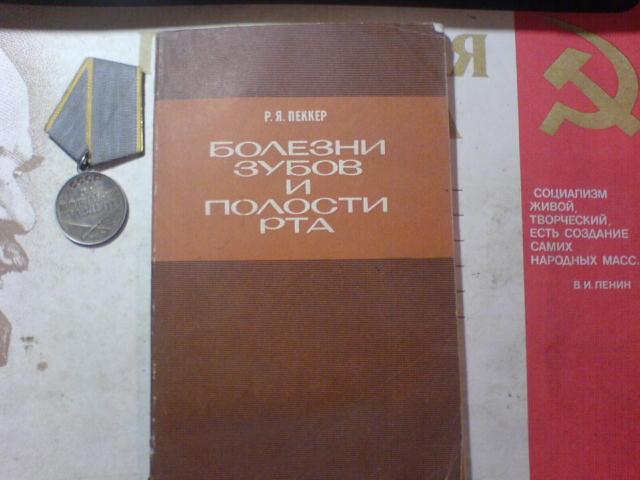 Р. Я. ПЕККЕР
БОЛЕЗНИ
ЗУБОВ
И
ПОЛОСТИ
РТА
СОЦИАЛИЗМ
ЖИВОЙ,
ТВОРЧЕСКИЙ,
ЕСТЬ СОЗДАНИЕ
САМИХ
НАРОДНЫХ МАСС.
В. И. ЛЕНИН